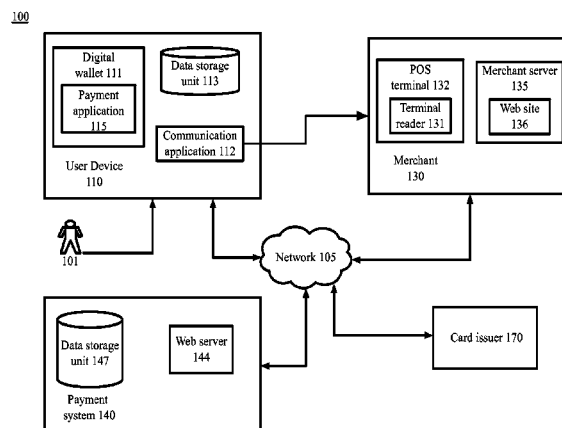 100
Digital
wallet 111
Payment
application
115
Data storage
unit 113
Communication
application 112
User Device
110
POS
terminal 132
Terminal
reader 131
Merchant server
135
Web site
136
Merchant
130
101
Network 105
Data storage
unit 147
Web server
144
Payment
system 140
Card issuer 170